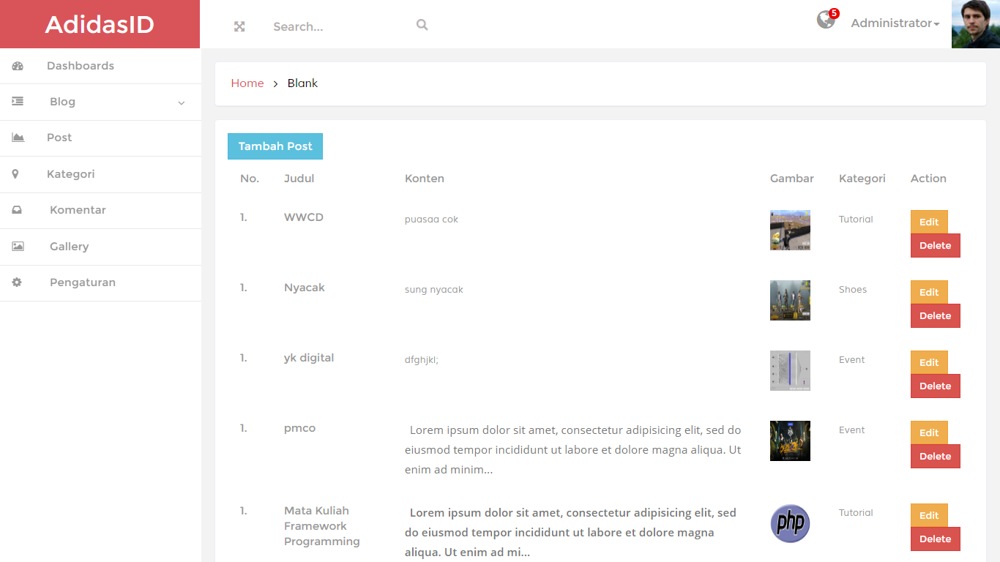 AdidasID
Search...
5
Administrator
Dashboards
Blog
Post
Kategori
Komentar
Gallery
Pengaturan
Home > Blank
Tambah Post
No. Judul Konten Gambar Kategori Action
1. WWCD puasaa cok Tutorial Edit
Delete
1. Nyacak sung nyacak Shoes Edit
Delete
1. yk digital dfghjkl; Event Edit
Delete
1. pmco Lorem ipsum dolor sit amet, consectetur adipisicing elit, sed do Event Edit
eiusmod tempor incididunt ut labore et dolore magna aliqua. Ut Delete
enim ad minim...
1. Mata Kuliah Lorem ipsum dolor sit amet, consectetur adipisicing elit, sed php Tutorial Edit
Framework do eiusmod tempor incididunt ut labore et dolore magna Delete
Programming aliqua. Ut enim ad mi...